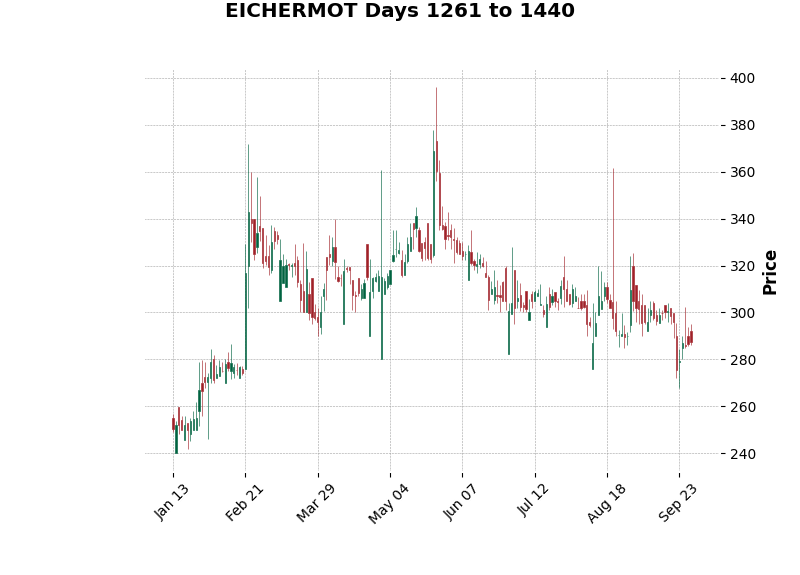 EICHERMOT Days 1261 to 1440
400
380
360
340
320
300
280
260
240
Price
Jan 13
Feb 21
Mar 29
May 04
Jun 07
Jul 12
Aug 18
Sep 23